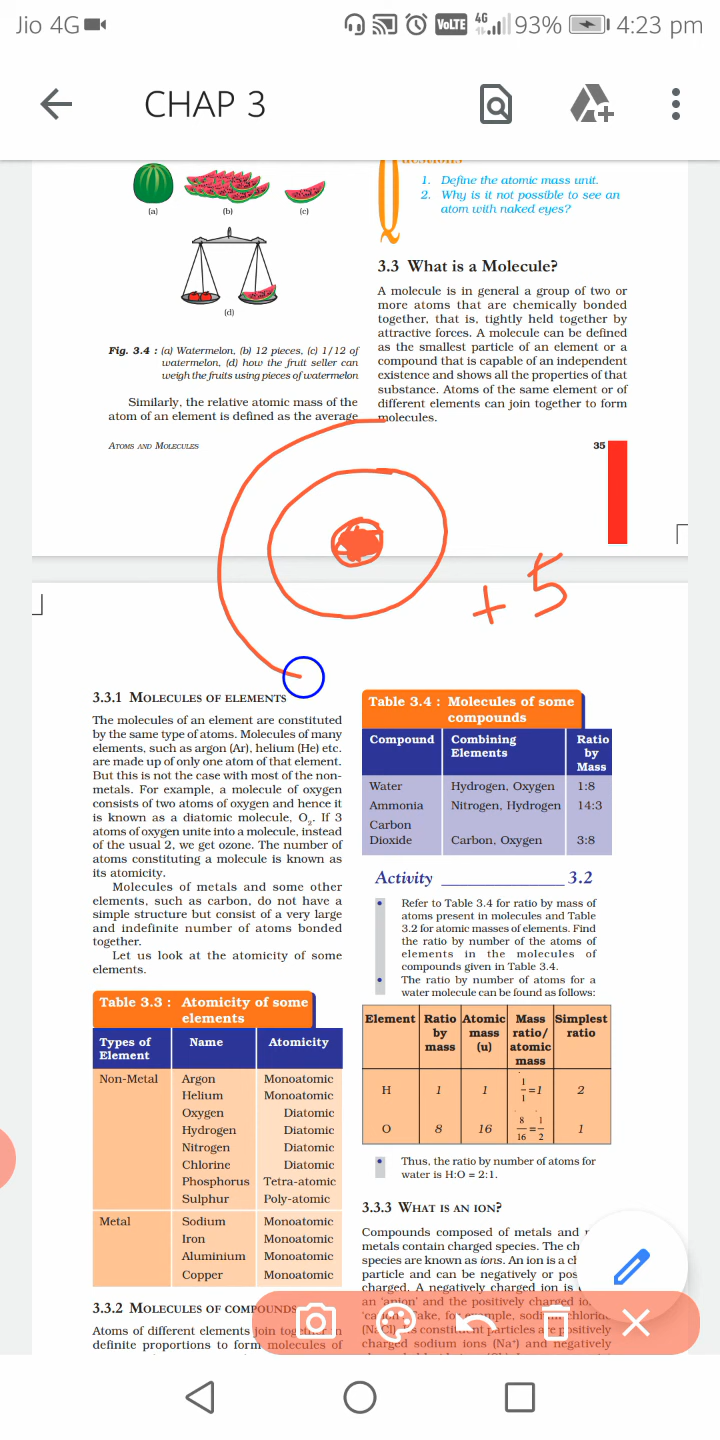 Jio 4G
VoLTE 4G 93% 4:23 pm
CHAP 3
(a) (b) (c)
(d)
Fig. 3.4 : (a) Watermelon, (b) 12 pieces, (c) 1/12 of
watermelon, (d) how the fruit seller can
weigh the fruits using pieces of watermelon
Similarly, the relative atomic mass of the
atom of an element is defined as the average
ATOMS AND MOLECULES
Q
1. Define the atomic mass unit.
2. Why is it not possible to see an
atom with naked eyes?
3.3 What is a Molecule?
A molecule is in general a group of two or
more atoms that are chemically bonded
together, that is, tightly held together by
attractive forces. A molecule can be defined
as the smallest particle of an element or a
compound that is capable of an independent
existence and shows all the properties of that
substance. Atoms of the same element or of
different elements can join together to form
molecules.
35
+5
3.3.1 MOLECULES OF ELEMENTS
The molecules of an element are constituted
by the same type of atoms. Molecules of many
elements, such as argon (Ar), helium (He) etc.
are made up of only one atom of that element.
But this is not the case with most of the non-
metals. For example, a molecule of oxygen
consists of two atoms of oxygen and hence it
is known as a diatomic molecule, O₂. If 3
atoms of oxygen unite into a molecule, instead
of the usual 2, we get ozone. The number of
atoms constituting a molecule is known as
its atomicity.
Molecules of metals and some other
elements, such as carbon, do not have a
simple structure but consist of a very large
and indefinite number of atoms bonded
together.
Let us look at the atomicity of some
elements.
Table 3.3 : Atomicity of some
elements
Types of Element Name Atomicity
Non-Metal Argon Monoatomic
Helium Monoatomic
Oxygen Diatomic
Hydrogen Diatomic
Nitrogen Diatomic
Chlorine Diatomic
Phosphorus Tetra-atomic
Sulphur Poly-atomic
Metal Sodium Monoatomic
Iron Monoatomic
Aluminium Monoatomic
Copper Monoatomic
3.3.2 MOLECULES OF COMPOUNDS
Atoms of different elements join together in
definite proportions to form molecules of
Table 3.4 : Molecules of some
compounds
Compound Combining Elements Ratio by Mass
Water Hydrogen, Oxygen 1:8
Ammonia Nitrogen, Hydrogen 14:3
Carbon
Dioxide Carbon, Oxygen 3:8
Activity ______________ 3.2
• Refer to Table 3.4 for ratio by mass of
atoms present in molecules and Table
3.2 for atomic masses of elements. Find
the ratio by number of the atoms of
elements in the molecules of
compounds given in Table 3.4.
• The ratio by number of atoms for a
water molecule can be found as follows:
Element Ratio by mass Atomic mass (u) Mass ratio/ atomic mass Simplest ratio
H 1 1 1/1=1 2
O 8 16 8/16=1/2 1
• Thus, the ratio by number of atoms for
water is H:O = 2:1.
3.3.3 WHAT IS AN ION?
Compounds composed of metals and
metals contain charged species. The
species are known as ions. An ion is a
particle and can be negatively or
charged. A negatively charged ion is
an 'anion' and the positively charged